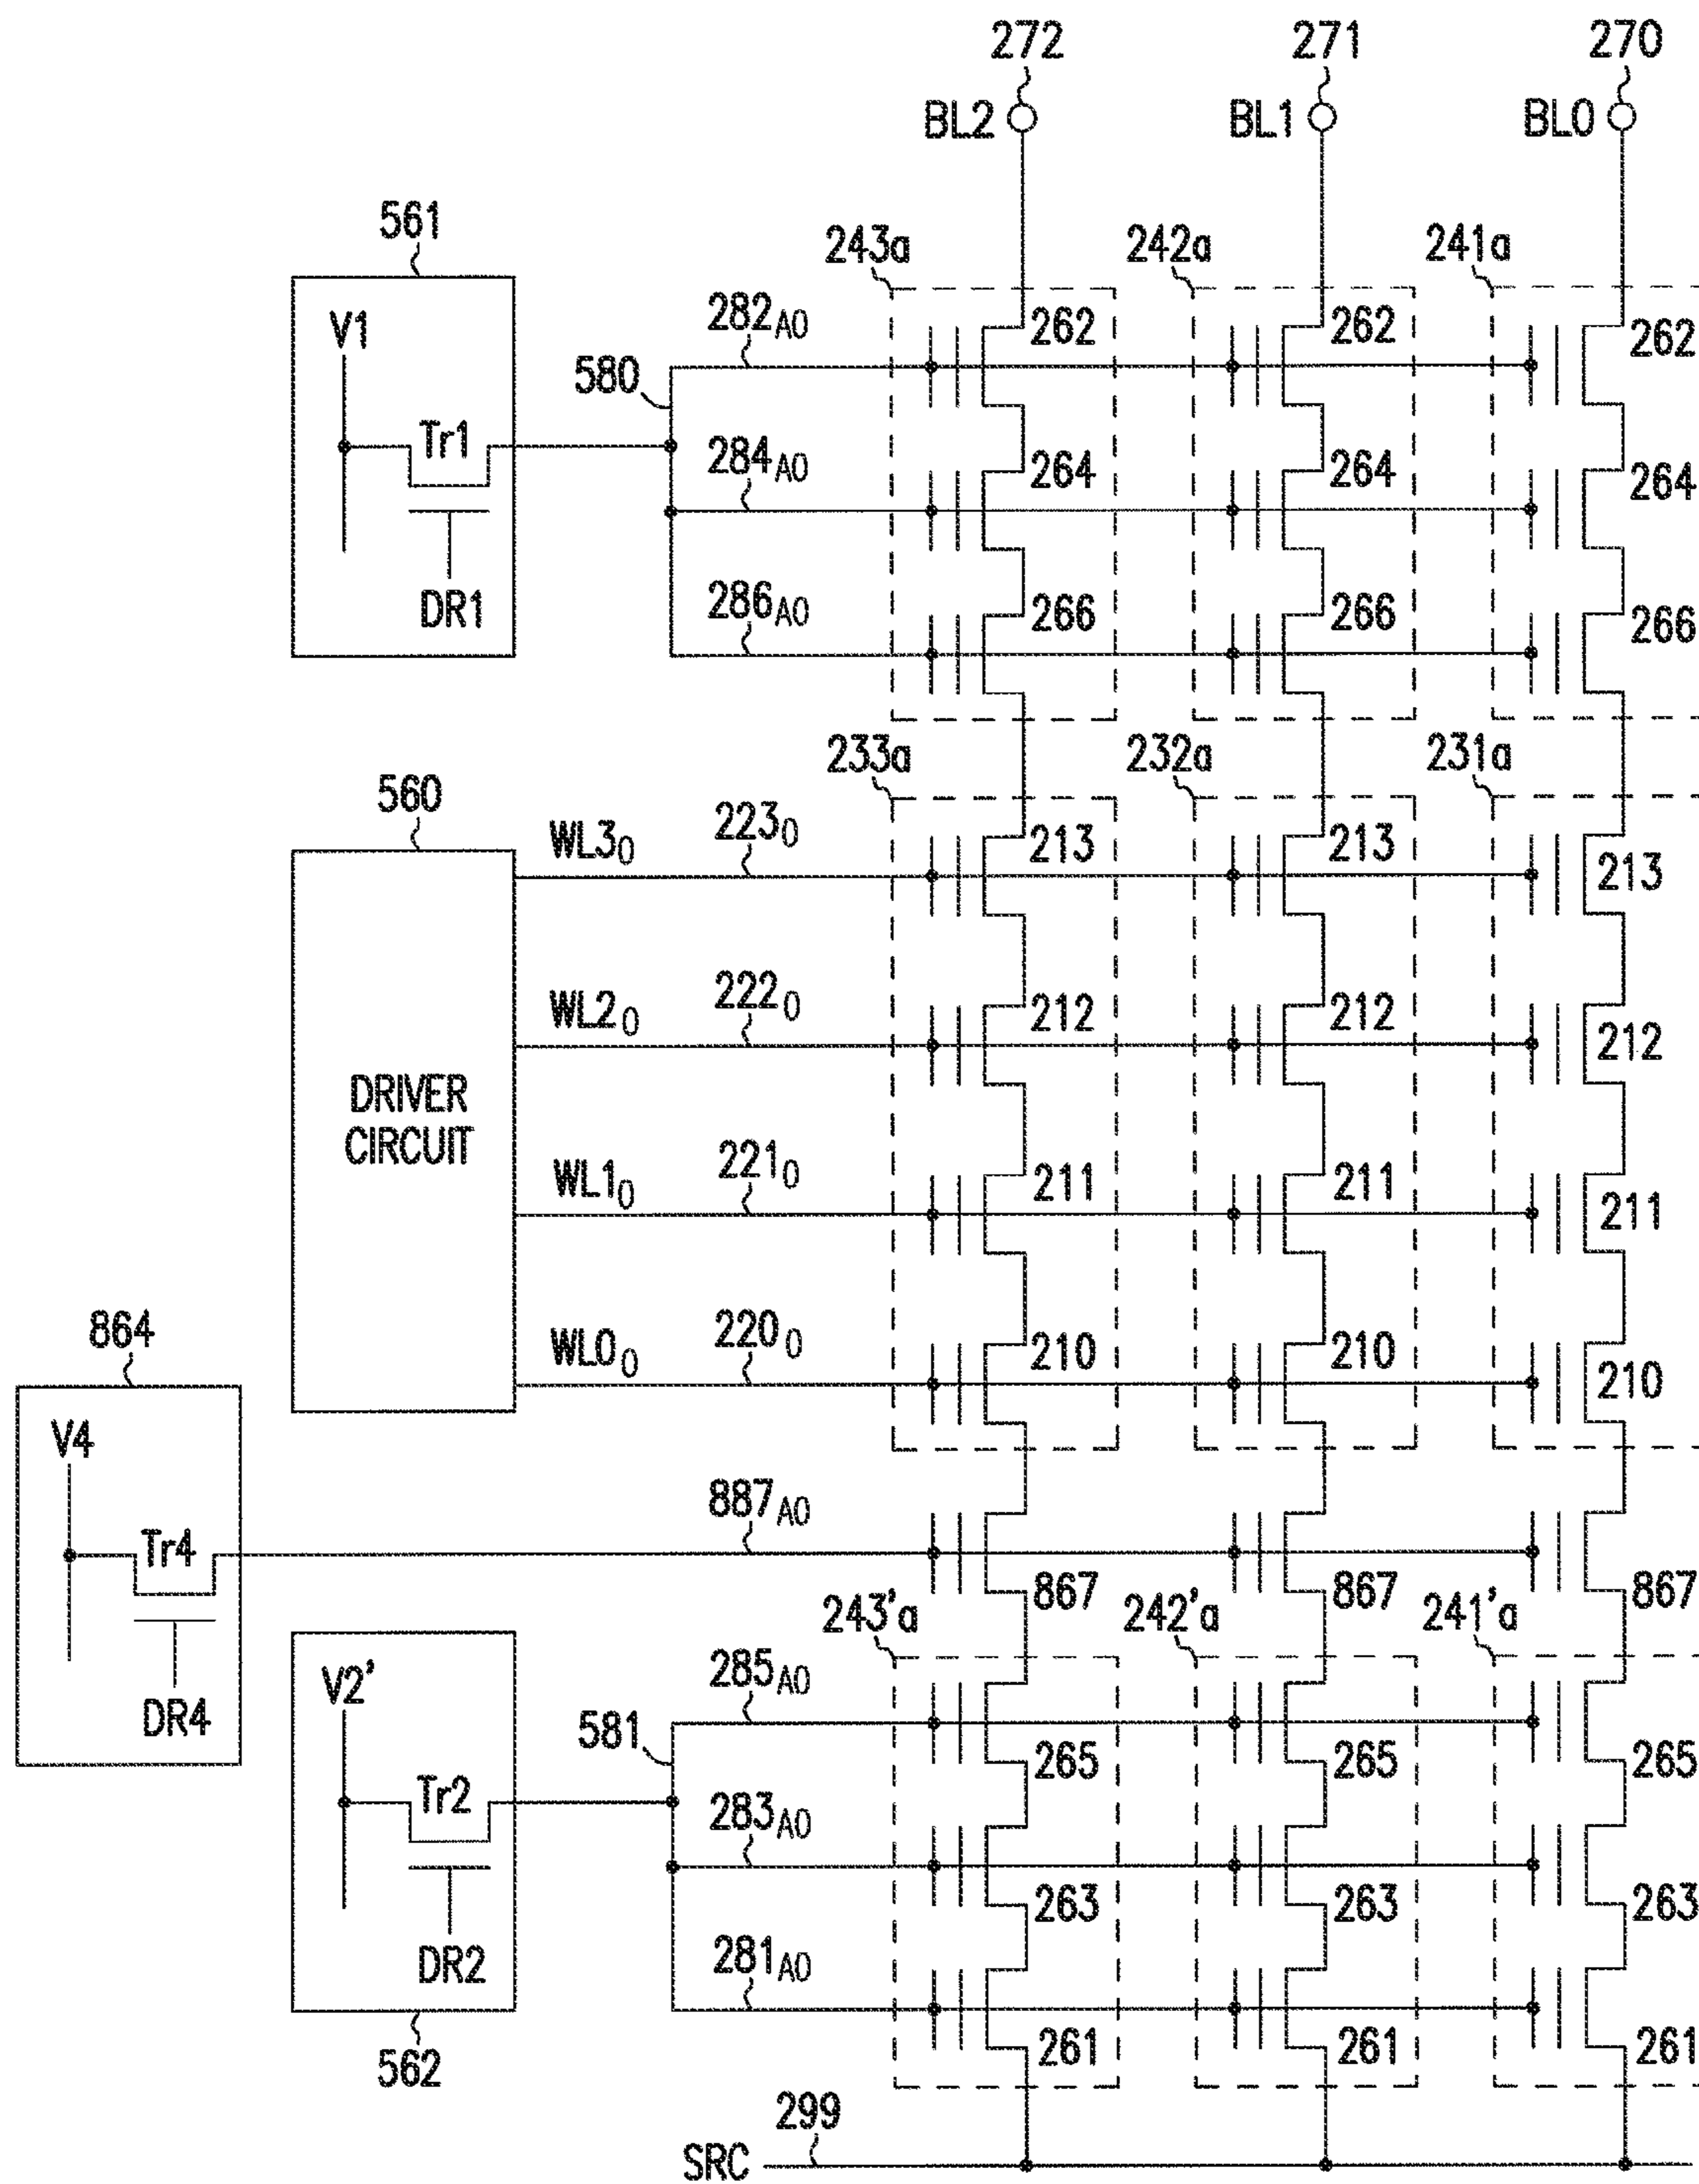 272 271 270
BL2 BL1 BL0
561 243a 242a 241a
V1 282A0 262 262 262
580
Tr1 284A0 264 264 264
DR1 286A0 266 266 266
233a 232a 231a
560
WL3₀ 223₀ 213 213 213
WL2₀ 222₀ 212 212 212
DRIVER
CIRCUIT
WL1₀ 221₀ 211 211 211
864 WL0₀ 220₀ 210 210 210
V4
887A0
Tr4
867 867 867
243'a 242'a 241'a
V2' 285A0
DR4 581 265 265 265
Tr2 283A0
263 263 263
DR2 281A0
562 261 261 261
299
SRC